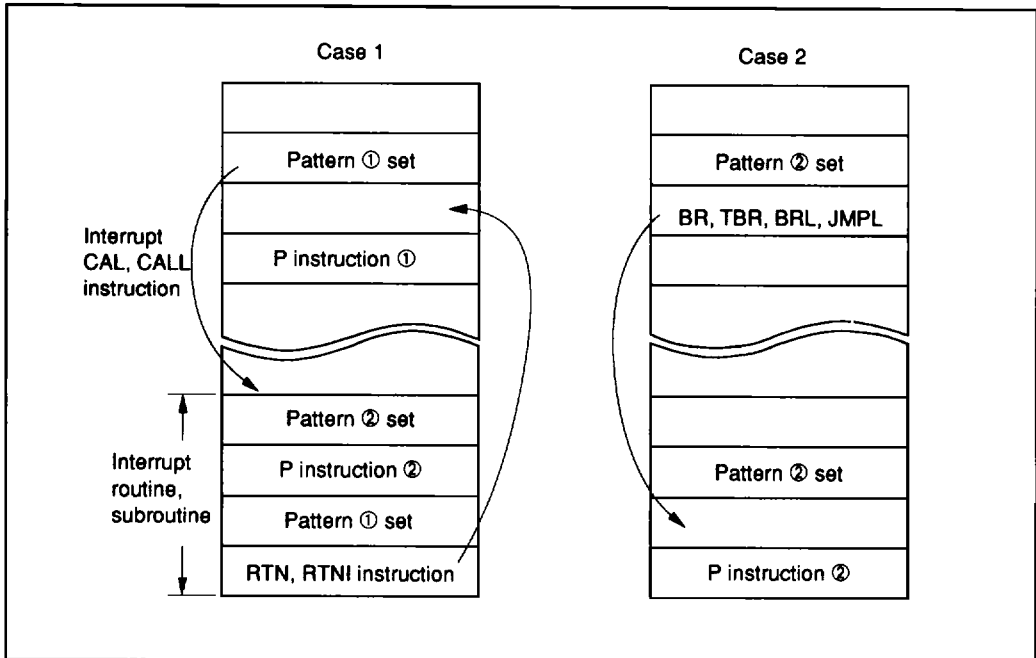 Case 1
Pattern ① set
Interrupt
CAL, CALL
instruction
P instruction ①
Pattern ② set
Interrupt
routine,
subroutine
P instruction ②
Pattern ① set
RTN, RTNI instruction
Case 2
Pattern ② set
BR, TBR, BRL, JMPL
Pattern ② set
P instruction ②